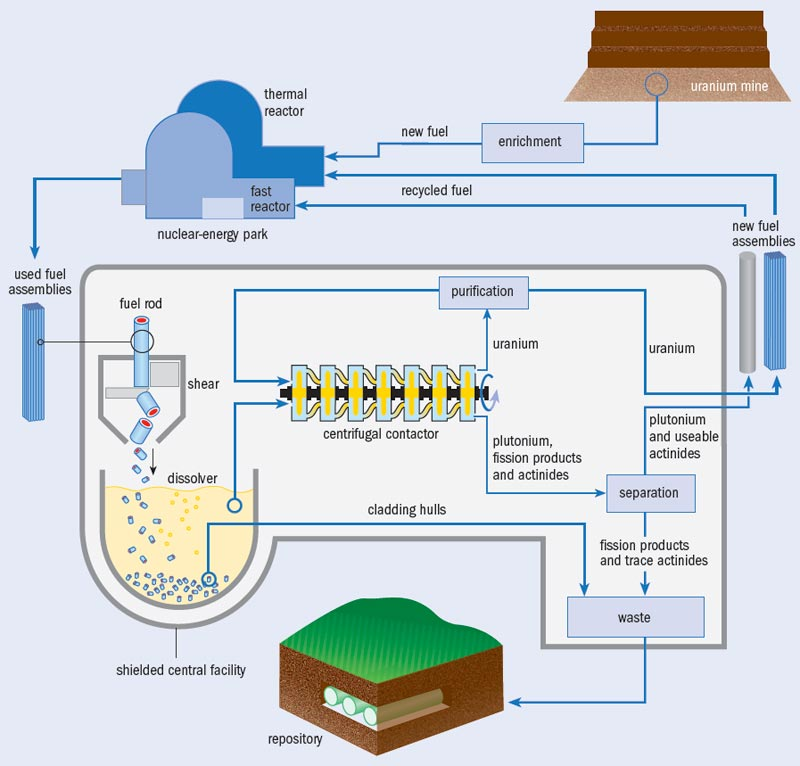 uranium mine
thermal
reactor
new fuel
enrichment
fast
reactor
recycled fuel
nuclear-energy park
new fuel
assemblies
used fuel
assemblies
fuel rod
purification
uranium
uranium
shear
centrifugal contactor
plutonium
and useable
actinides
plutonium,
fission products
and actinides
dissolver
separation
cladding hulls
fission products
and trace actinides
waste
shielded central facility
repository